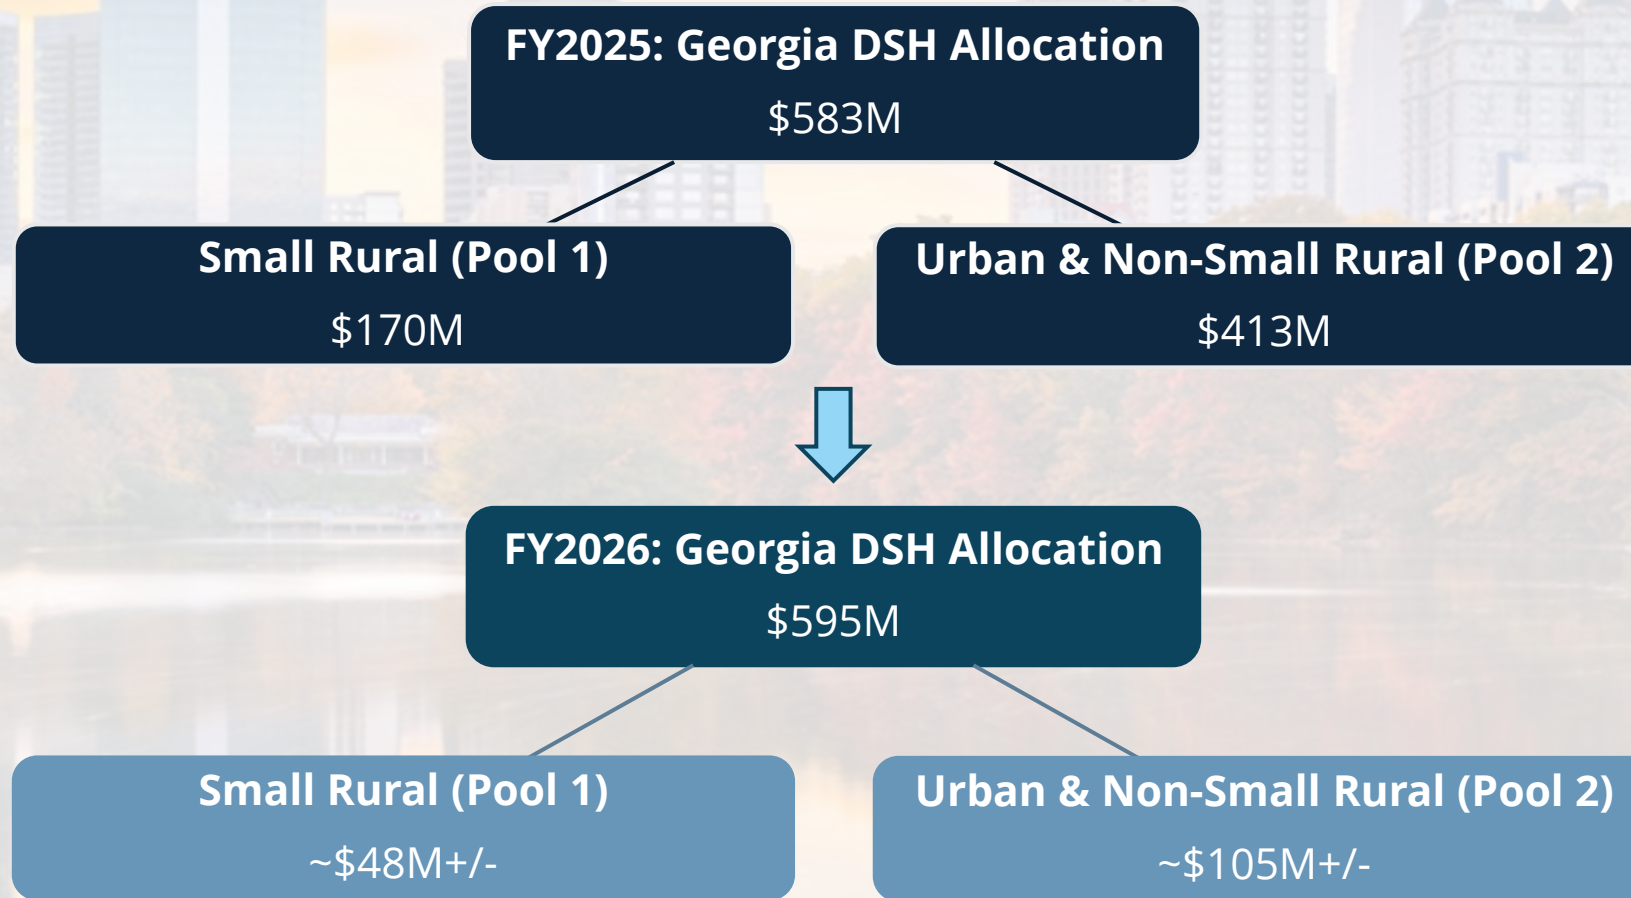 FY2025: Georgia DSH Allocation
$583M
Small Rural (Pool 1)
$170M
Urban & Non-Small Rural (Pool 2)
$413M
FY2026: Georgia DSH Allocation
$595M
Small Rural (Pool 1)
~$48M+/-
Urban & Non-Small Rural (Pool 2)
~$105M+/-